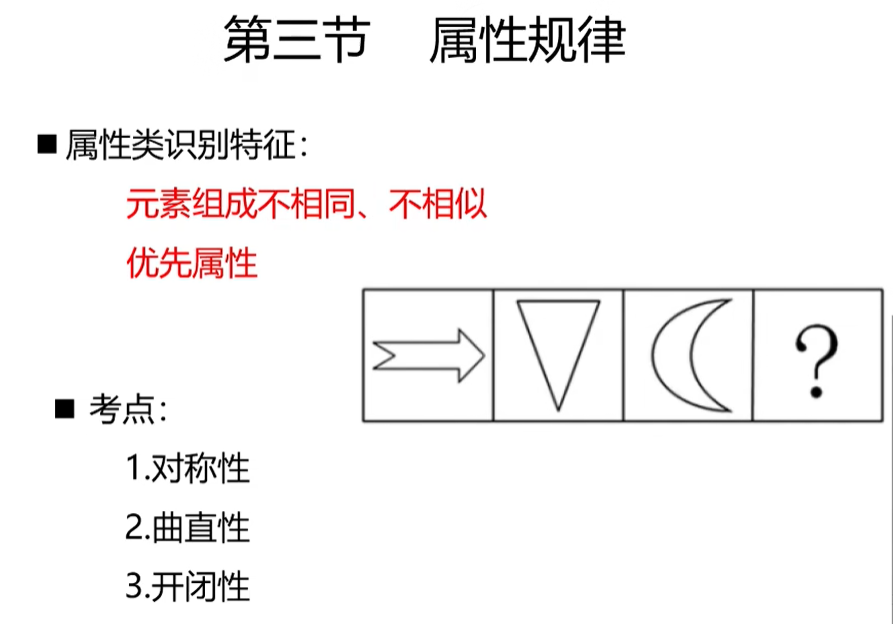 第三节 属性规律
■ 属性类识别特征：
元素组成不相同、不相似
优先属性
?
■ 考点：
1.对称性
2.曲直性
3.开闭性